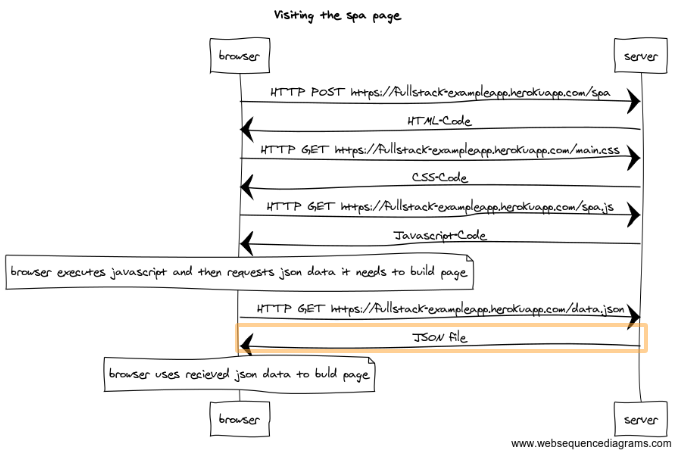 Visiting the spa page
browser server
HTTP POST https://fullstack-exampleapp.herokuapp.com/spa
HTML-Code
HTTP GET https://fullstack-exampleapp.herokuapp.com/main.css
CSS-Code
HTTP GET https://fullstack-exampleapp.herokuapp.com/spa.js
Javascript-Code
browser executes javascript and then requests json data it needs to build page
HTTP GET https://fullstack-exampleapp.herokuapp.com/data.json
JSON file
browser uses recieved json data to buld page
browser server
www.websequencediagrams.com